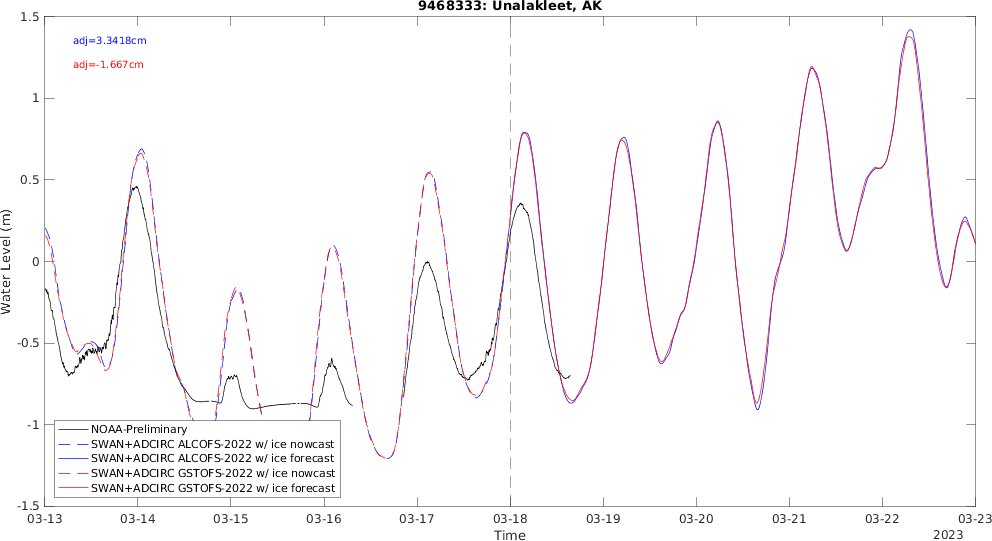 9468333: Unalakleet, AK
adj=3.3418cm
adj=-1.667cm
1.5
1
0.5
0
-0.5
-1
-1.5
Water Level (m)
NOAA-Preliminary
SWAN+ADCIRC ALCOFS-2022 w/ ice nowcast
SWAN+ADCIRC ALCOFS-2022 w/ ice forecast
SWAN+ADCIRC GSTOFS-2022 w/ ice nowcast
SWAN+ADCIRC GSTOFS-2022 w/ ice forecast
03-13 03-14 03-15 03-16 03-17 03-18 03-19 03-20 03-21 03-22 03-23
Time
2023